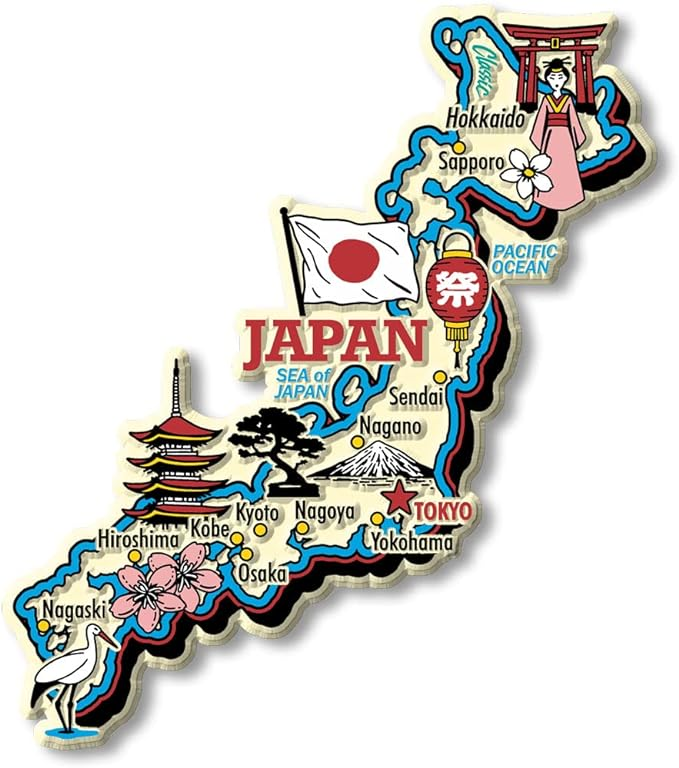 Classic
Hokkaido
Sapporo
PACIFIC
OCEAN
祭
JAPAN
SEA of
JAPAN
Sendai
Nagano
TOKYO
Yokohama
Nagoya
Kyoto
Kobe
Osaka
Hiroshima
Nagaski